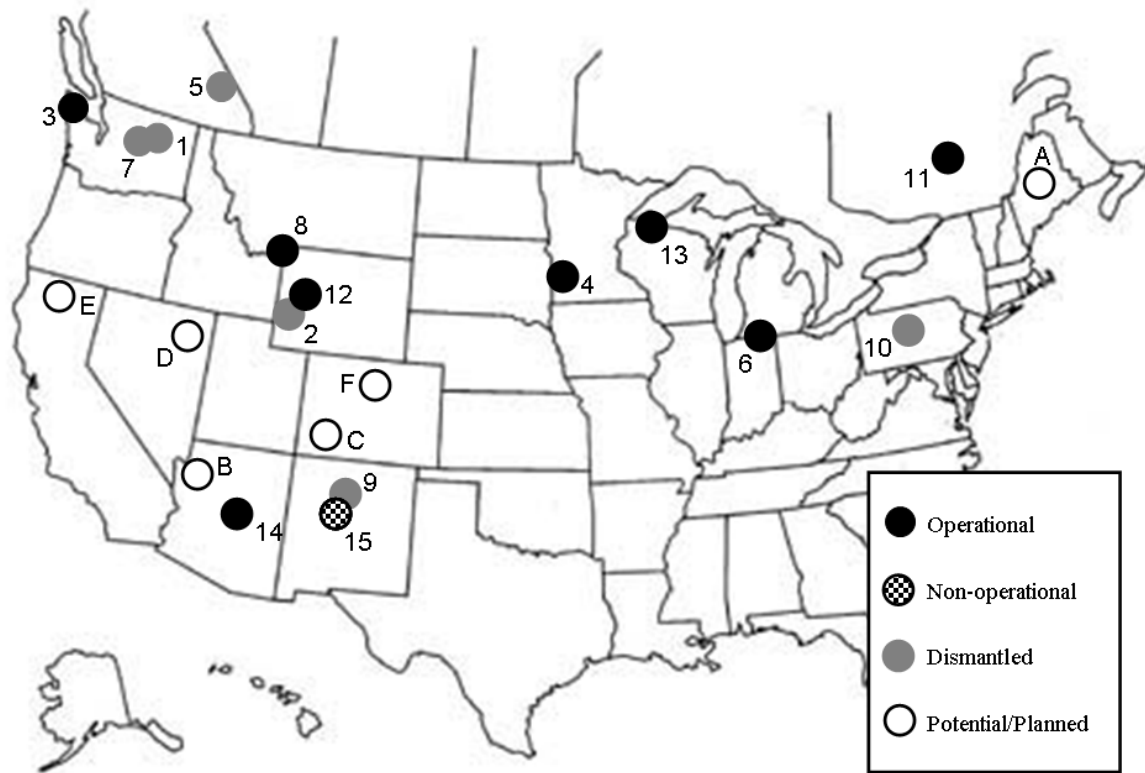 5
3
7
1
11
A
8
13
12
4
E
2
D
6
10
F
C
B
9
14
15
Operational
Non-operational
Dismantled
Potential/Planned